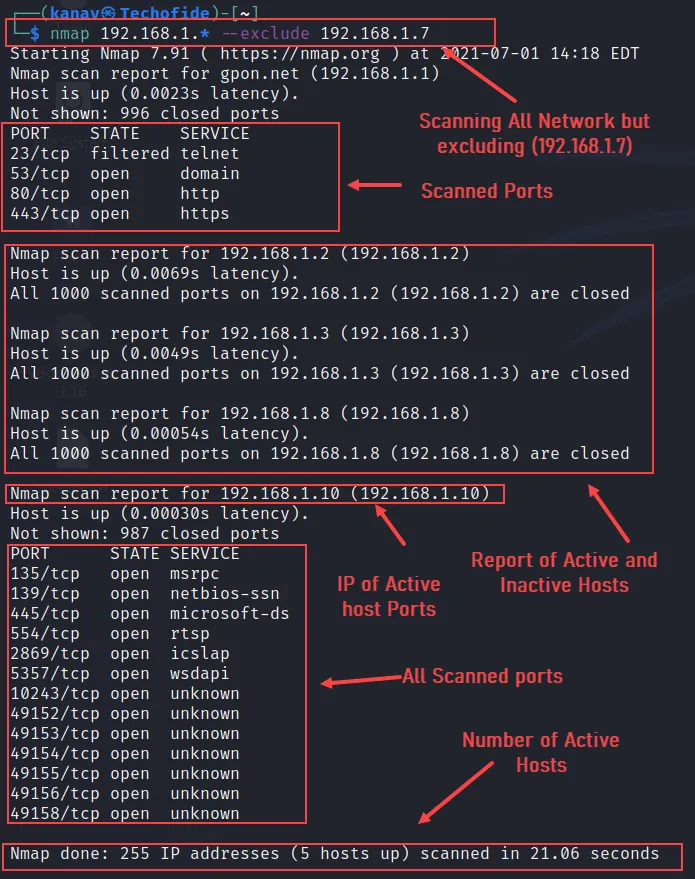 (kanav㉿Techofide)-[~]
$ nmap 192.168.1.* --exclude 192.168.1.7
Starting Nmap 7.91 ( https://nmap.org ) at 2021-07-01 14:18 EDT
Nmap scan report for gpon.net (192.168.1.1)
Host is up (0.0023s latency).
Not shown: 996 closed ports
Scanning All Network but
excluding (192.168.1.7)
PORT STATE SERVICE
23/tcp filtered telnet
53/tcp open domain
80/tcp open http
443/tcp open https
Scanned Ports
Nmap scan report for 192.168.1.2 (192.168.1.2)
Host is up (0.0069s latency).
All 1000 scanned ports on 192.168.1.2 (192.168.1.2) are closed
Nmap scan report for 192.168.1.3 (192.168.1.3)
Host is up (0.0049s latency).
All 1000 scanned ports on 192.168.1.3 (192.168.1.3) are closed
Nmap scan report for 192.168.1.8 (192.168.1.8)
Host is up (0.00054s latency).
All 1000 scanned ports on 192.168.1.8 (192.168.1.8) are closed
Nmap scan report for 192.168.1.10 (192.168.1.10)
Host is up (0.00030s latency).
Not shown: 987 closed ports
Report of Active and
Inactive Hosts
IP of Active
host Ports
PORT STATE SERVICE
135/tcp open msrpc
139/tcp open netbios-ssn
445/tcp open microsoft-ds
554/tcp open rtsp
2869/tcp open icslap
5357/tcp open wsdapi
10243/tcp open unknown
49152/tcp open unknown
49153/tcp open unknown
49154/tcp open unknown
49155/tcp open unknown
49156/tcp open unknown
49158/tcp open unknown
All Scanned ports
Number of Active
Hosts
Nmap done: 255 IP addresses (5 hosts up) scanned in 21.06 seconds